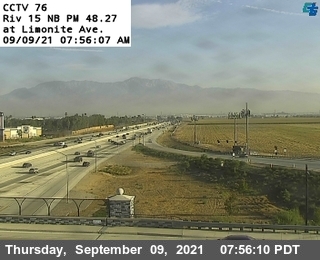 CCTV 76
Riv 15 NB PM 48.27
at Limonite Ave.
09/09/21 07:56:07 AM
Thursday, September 09, 2021 07:56:10 PDT